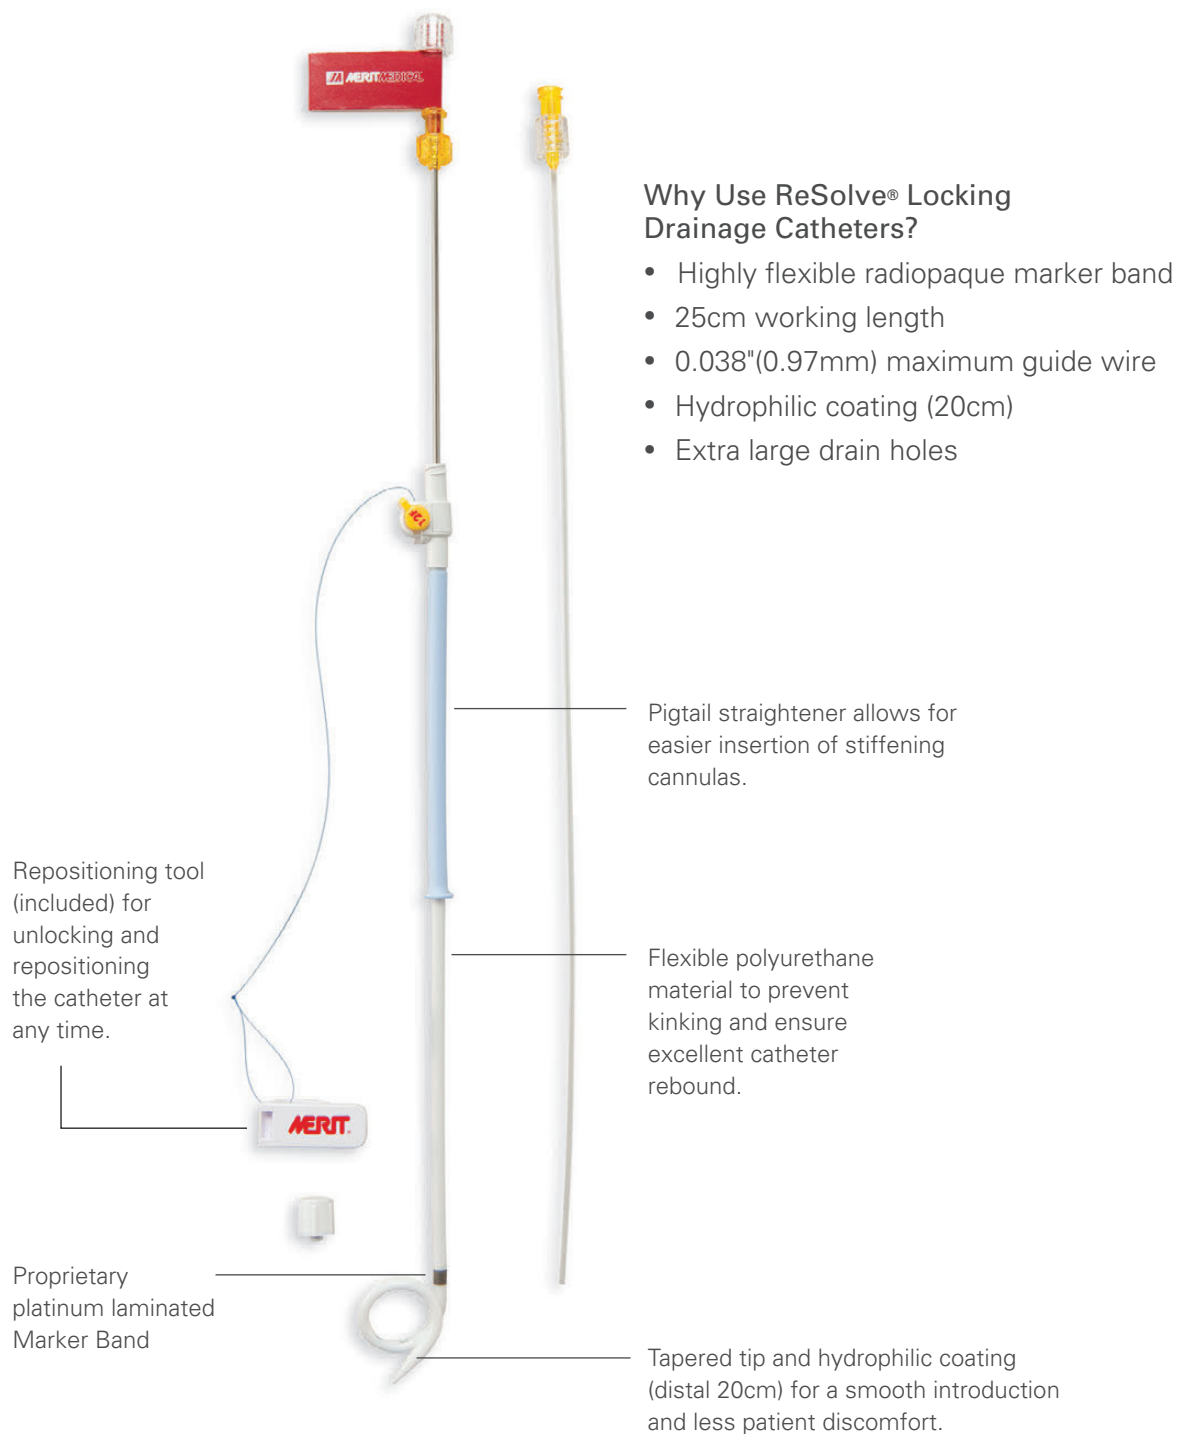 MERITMEDICAL
Why Use ReSolve® Locking
Drainage Catheters?
• Highly flexible radiopaque marker band
• 25cm working length
• 0.038"(0.97mm) maximum guide wire
• Hydrophilic coating (20cm)
• Extra large drain holes
12F
Pigtail straightener allows for
easier insertion of stiffening
cannulas.
Repositioning tool
(included) for
unlocking and
repositioning
the catheter at
any time.
Flexible polyurethane
material to prevent
kinking and ensure
excellent catheter
rebound.
MERIT
Proprietary
platinum laminated
Marker Band
Tapered tip and hydrophilic coating
(distal 20cm) for a smooth introduction
and less patient discomfort.